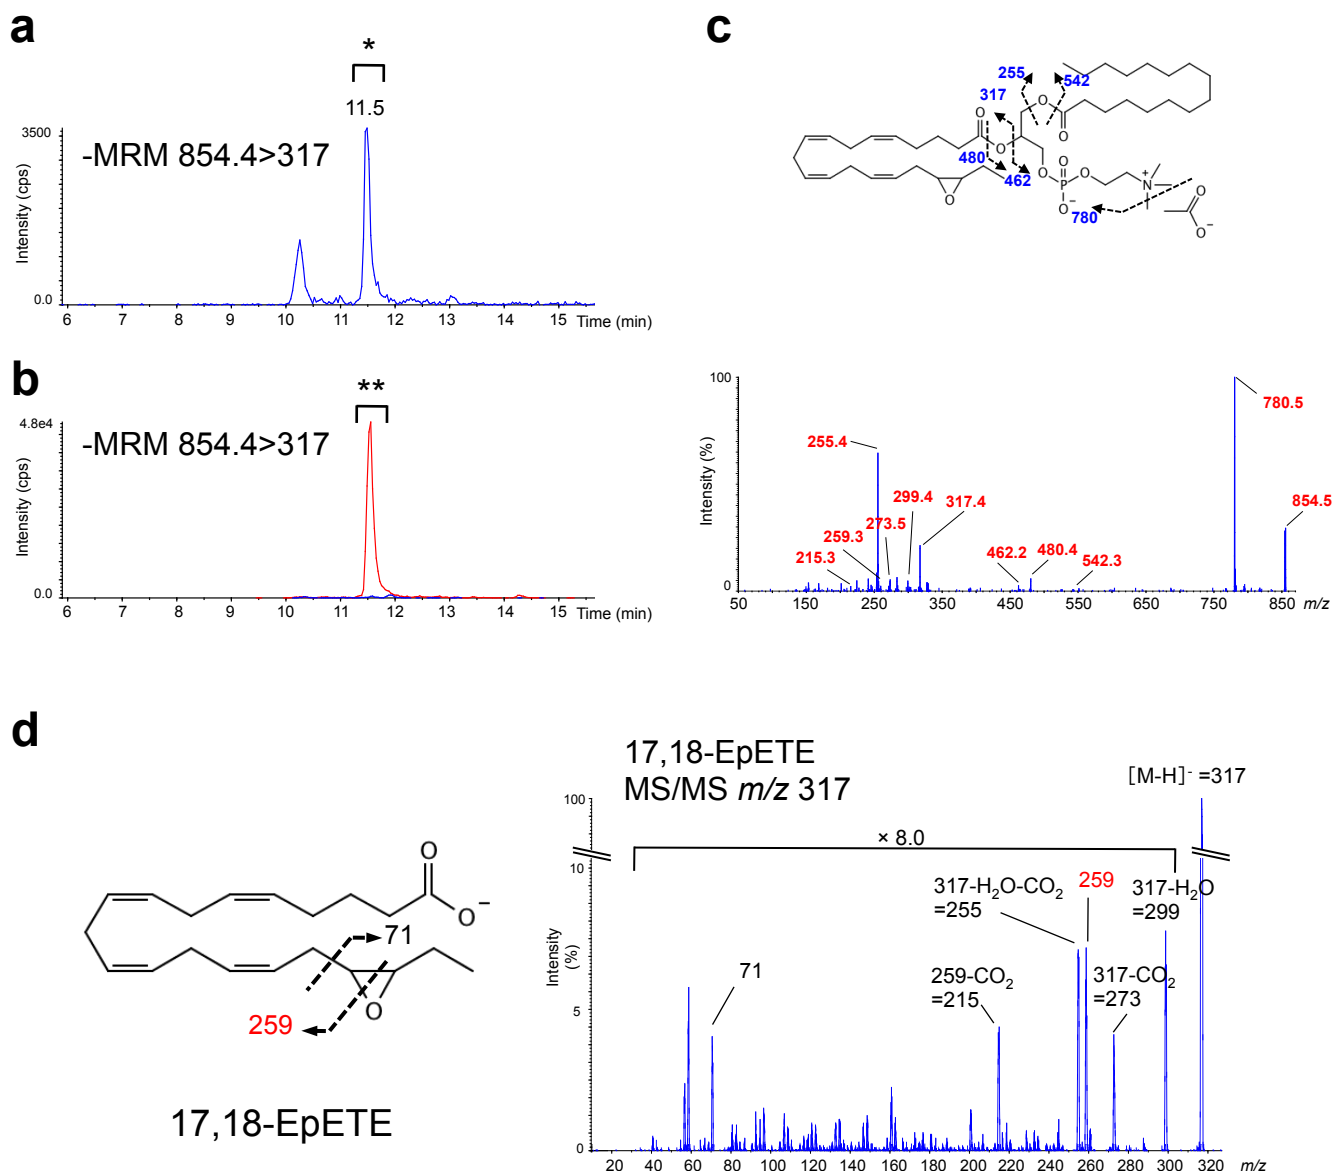 a
*
11.5
3500
-MRM 854.4>317
Intensity (cps)
0.0
6 7 8 9 10 11 12 13 14 15 Time (min)
b
**
4.8e4
-MRM 854.4>317
Intensity (cps)
0.0
6 7 8 9 10 11 12 13 14 15 Time (min)
c
255
542
317
O
O
O
O
480
462
O
O
P
O
N
+
O
O⁻
780
O
O⁻
100
780.5
255.4
Intensity (%)
299.4
273.5
317.4
259.3
215.3
854.5
462.2
480.4
542.3
0
50 150 250 350 450 550 650 750 850 m/z
d
O
O⁻
71
O
259
17,18-EpETE
17,18-EpETE
MS/MS m/z 317
[M-H]⁻ =317
100
× 8.0
10
317-H₂O-CO₂
=255
259
317-H₂O
=299
Intensity
(%)
71
259-CO₂
=215
317-CO₂
=273
5
0
20 40 60 80 100 120 140 160 180 200 220 240 260 280 300 320 m/z